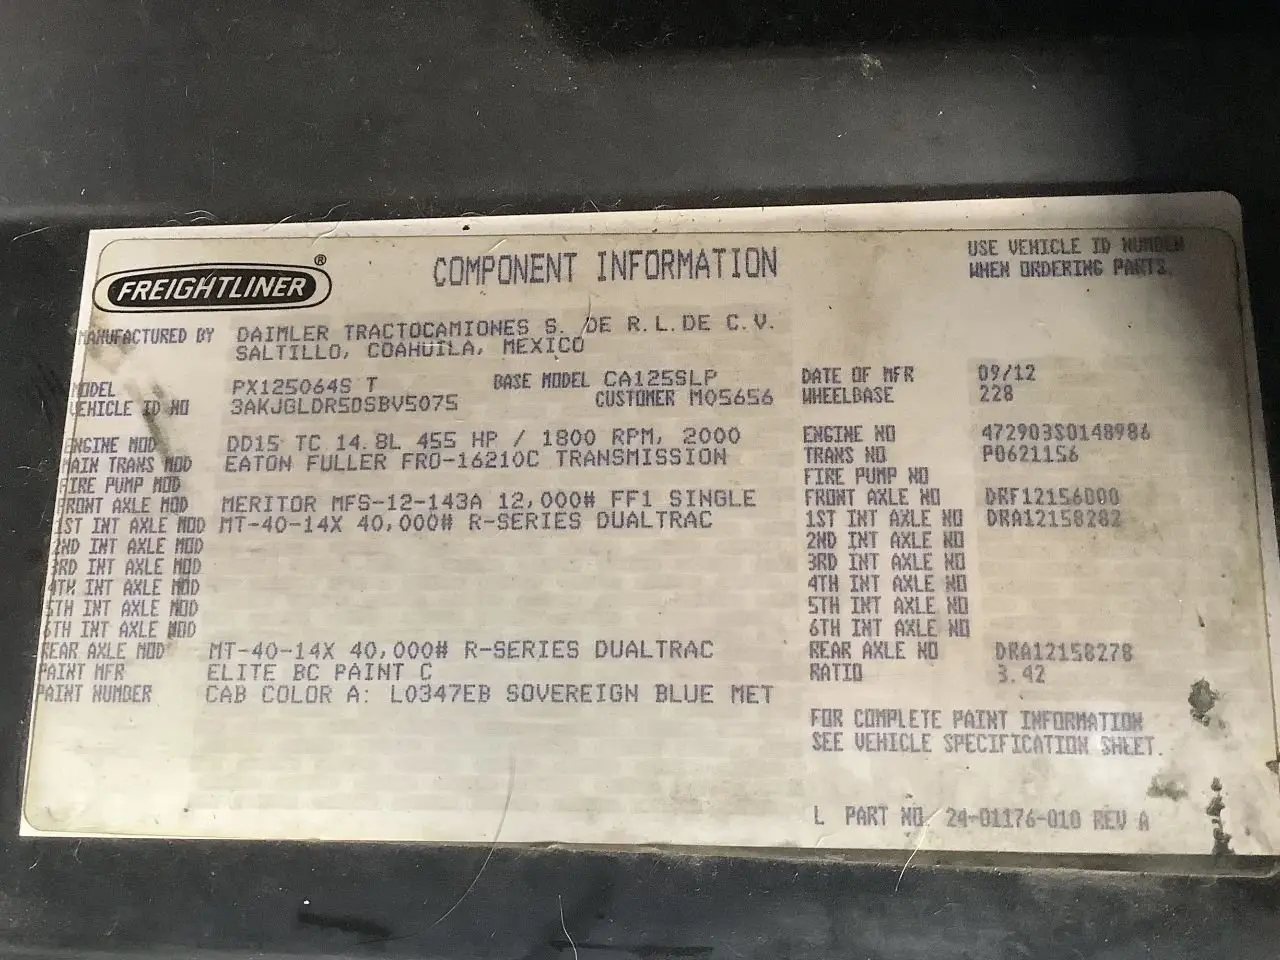 FREIGHTLINER ®
COMPONENT INFORMATION
USE VEHICLE ID NUMBER
WHEN ORDERING PARTS.
MANUFACTURED BY DAIMLER TRACTOCAMIONES S. DE R.L.DE C.V.
SALTILLO, COAHUILA, MEXICO
MODEL PX125064S T BASE MODEL CA125SLP DATE OF MFR 09/12
VEHICLE ID NO 3AKJGLDR5DSBV5075 CUSTOMER M05656 WHEELBASE 228
ENGINE MOD DD15 TC 14.8L 455 HP / 1800 RPM, 2000 ENGINE NO 472903S0148986
MAIN TRANS MOD EATON FULLER FRO-16210C TRANSMISSION TRANS NO P0621156
FIRE PUMP MOD FIRE PUMP NO
FRONT AXLE MOD MERITOR MFS-12-143A 12,000# FF1 SINGLE FRONT AXLE NO DRF12156000
1ST INT AXLE MOD MT-40-14X 40,000# R-SERIES DUALTRAC 1ST INT AXLE NO DRA12158282
2ND INT AXLE MOD 2ND INT AXLE NO
3RD INT AXLE MOD 3RD INT AXLE NO
4TH INT AXLE MOD 4TH INT AXLE NO
5TH INT AXLE MOD 5TH INT AXLE NO
6TH INT AXLE MOD 6TH INT AXLE NO
REAR AXLE MOD MT-40-14X 40,000# R-SERIES DUALTRAC REAR AXLE NO DRA12158278
PAINT MFR ELITE BC PAINT C RATIO 3.42
PAINT NUMBER CAB COLOR A: L0347EB SOVEREIGN BLUE MET
FOR COMPLETE PAINT INFORMATION
SEE VEHICLE SPECIFICATION SHEET.
L PART NO. 24-01176-010 REV A